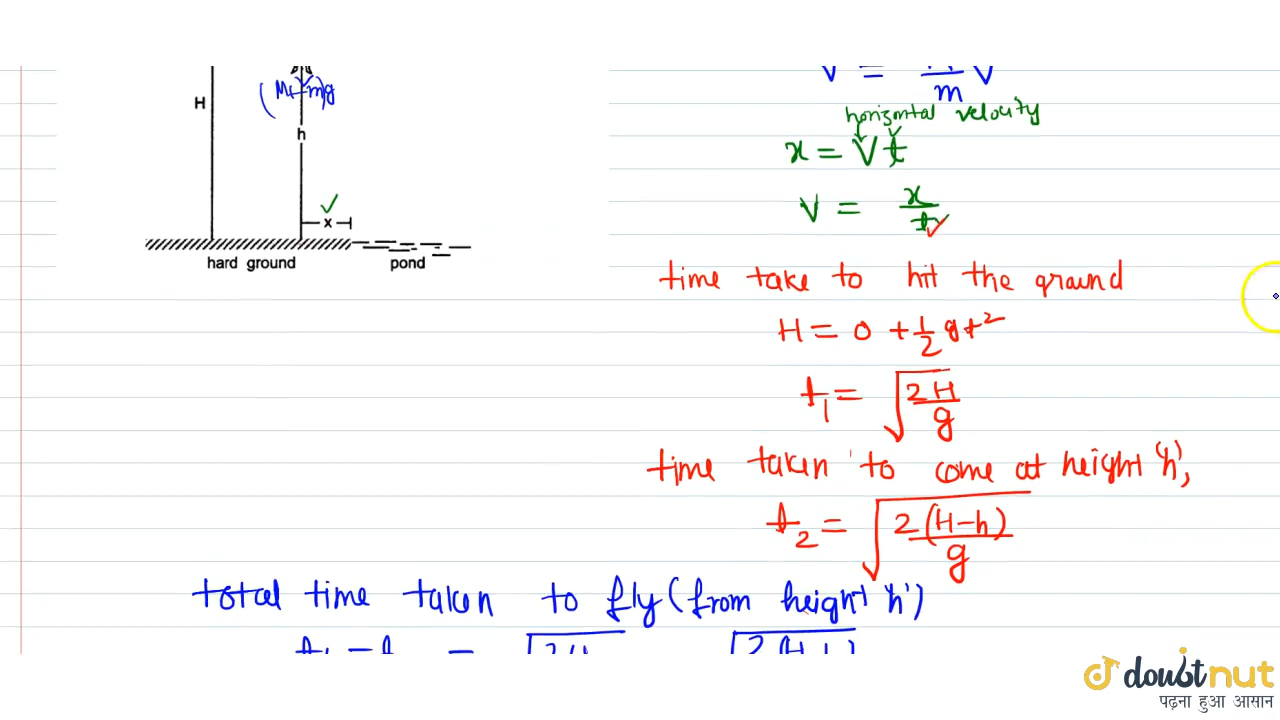 H
(M+m)g
h
x
hard ground
pond
V = V
m
horizontal velocity
x = Vt
V = x/t
time take to hit the ground
H = 0 + 1/2 gt²
t₁ = √(2H/g)
time taken to come at height 'h',
t₂ = √(2(H-h)/g)
total time taken to fly (from height 'h')
doubtnut
पढ़ना हुआ आसान